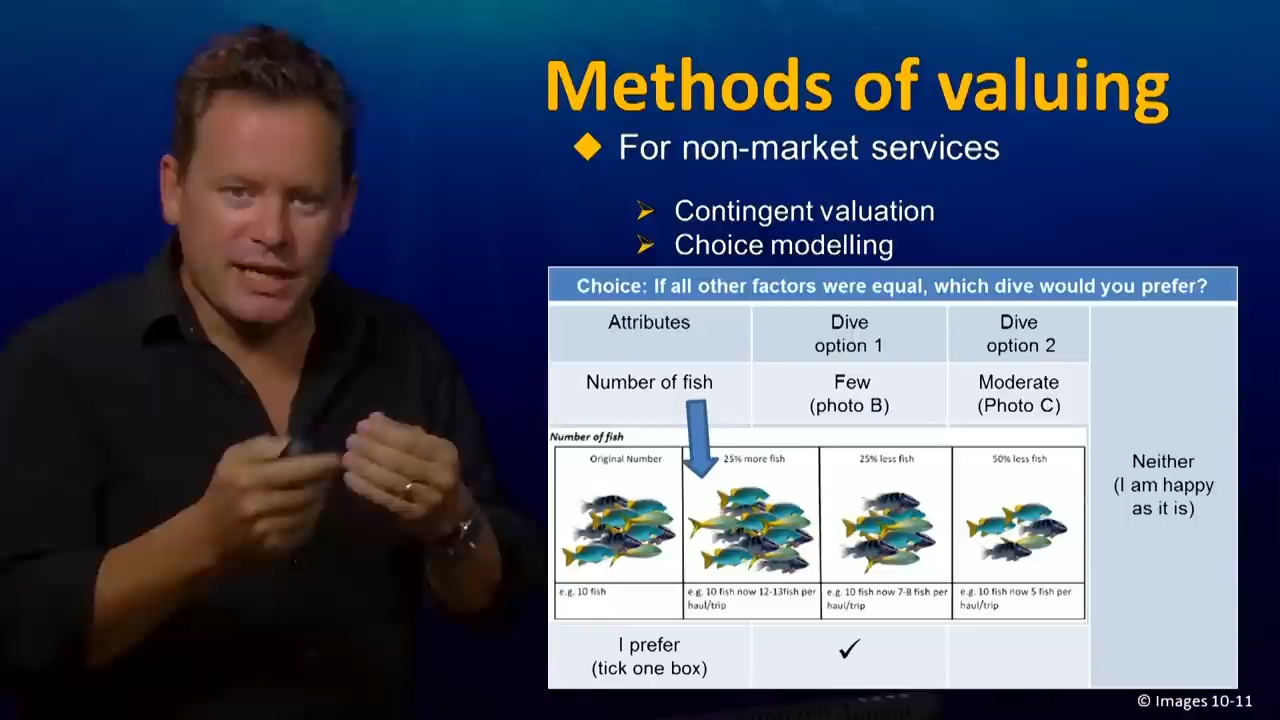 Methods of valuing
For non-market services
Contingent valuation
Choice modelling
Choice: If all other factors were equal, which dive would you prefer?
Attributes
Dive
option 1
Dive
option 2
Number of fish
Few
(photo B)
Moderate
(Photo C)
Neither
(I am happy
as it is)
Number of fish
Original Number
25% more fish
25% less fish
50% less fish
e.g. 10 fish
e.g. 10 fish now 12-13fish per
haul/trip
e.g. 10 fish now 7-8 fish per
haul/trip
e.g. 10 fish now 5 fish per
haul/trip
I prefer
(tick one box)
✓
© Images 10-11